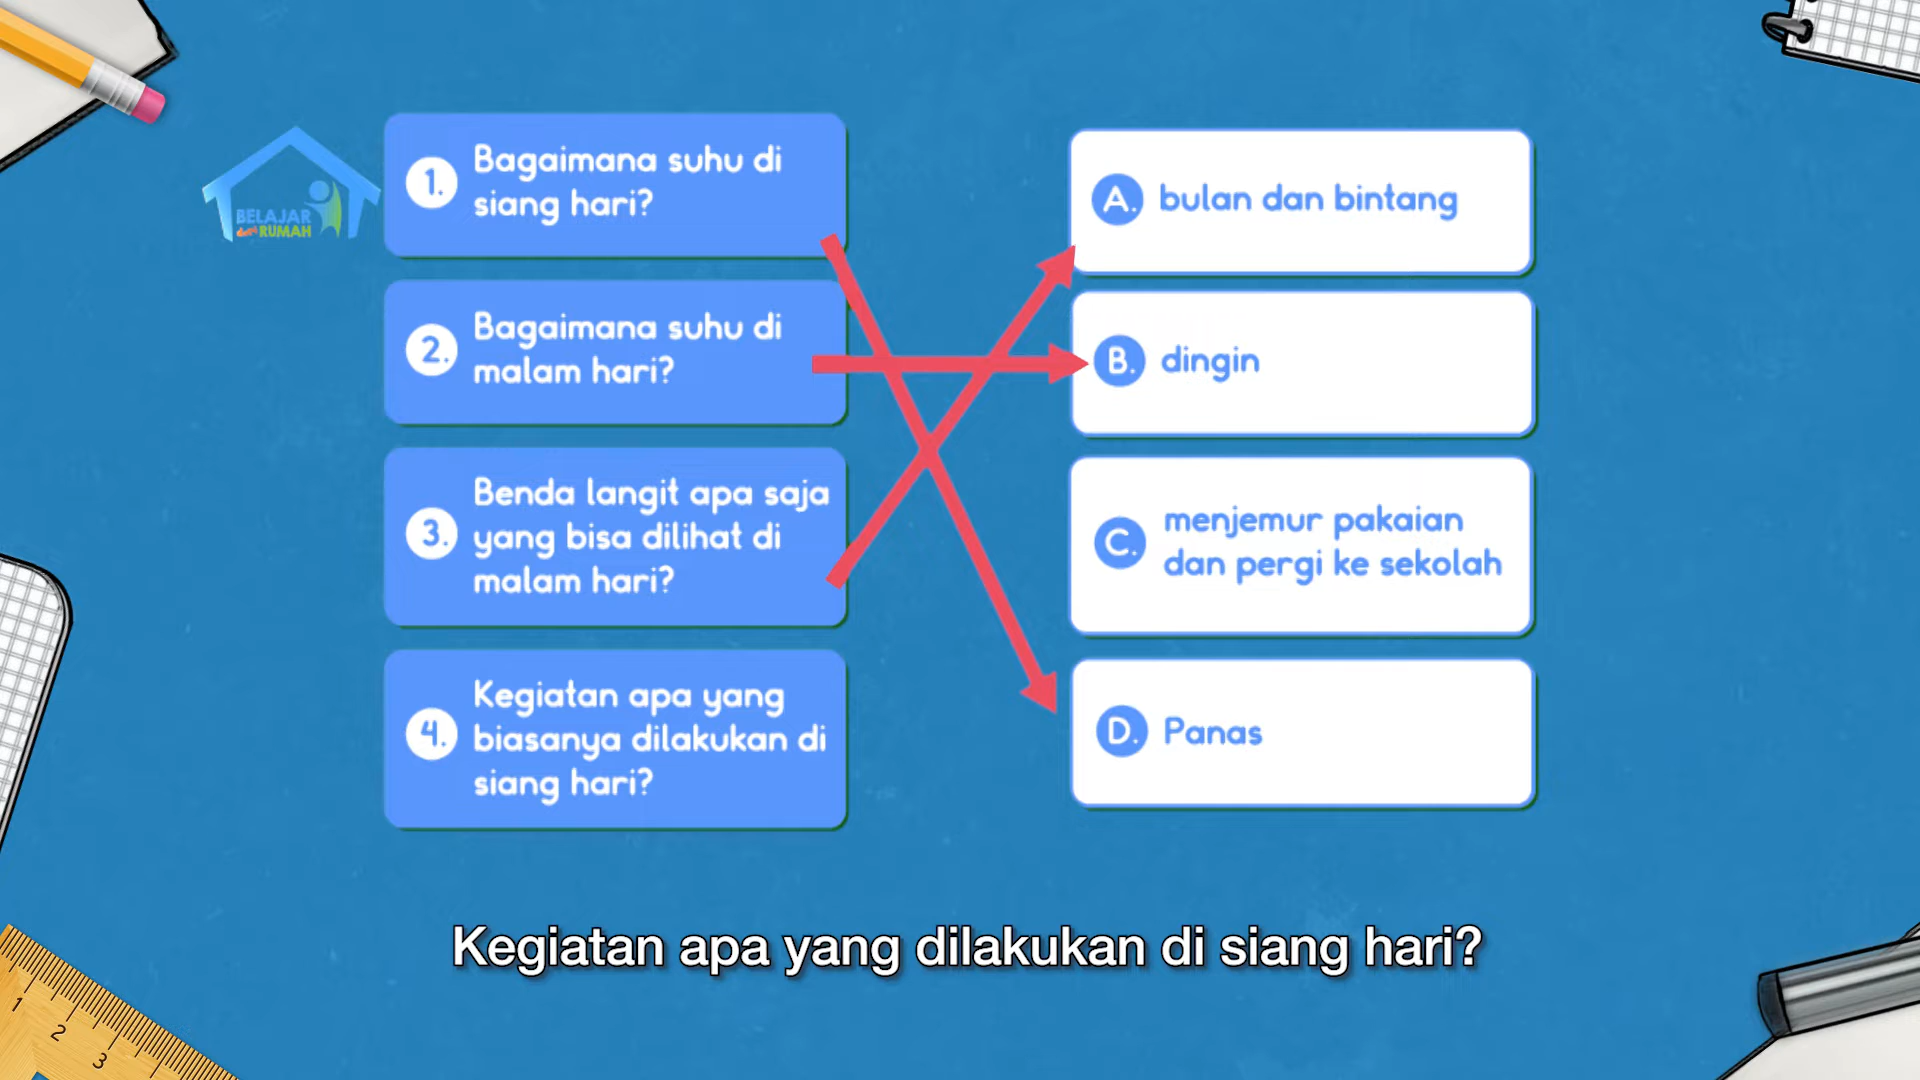 BELAJAR
dari RUMAH
1. Bagaimana suhu di
siang hari?
2. Bagaimana suhu di
malam hari?
3. Benda langit apa saja
yang bisa dilihat di
malam hari?
4. Kegiatan apa yang
biasanya dilakukan di
siang hari?
A. bulan dan bintang
B. dingin
C. menjemur pakaian
dan pergi ke sekolah
D. Panas
Kegiatan apa yang dilakukan di siang hari?
1
2
3